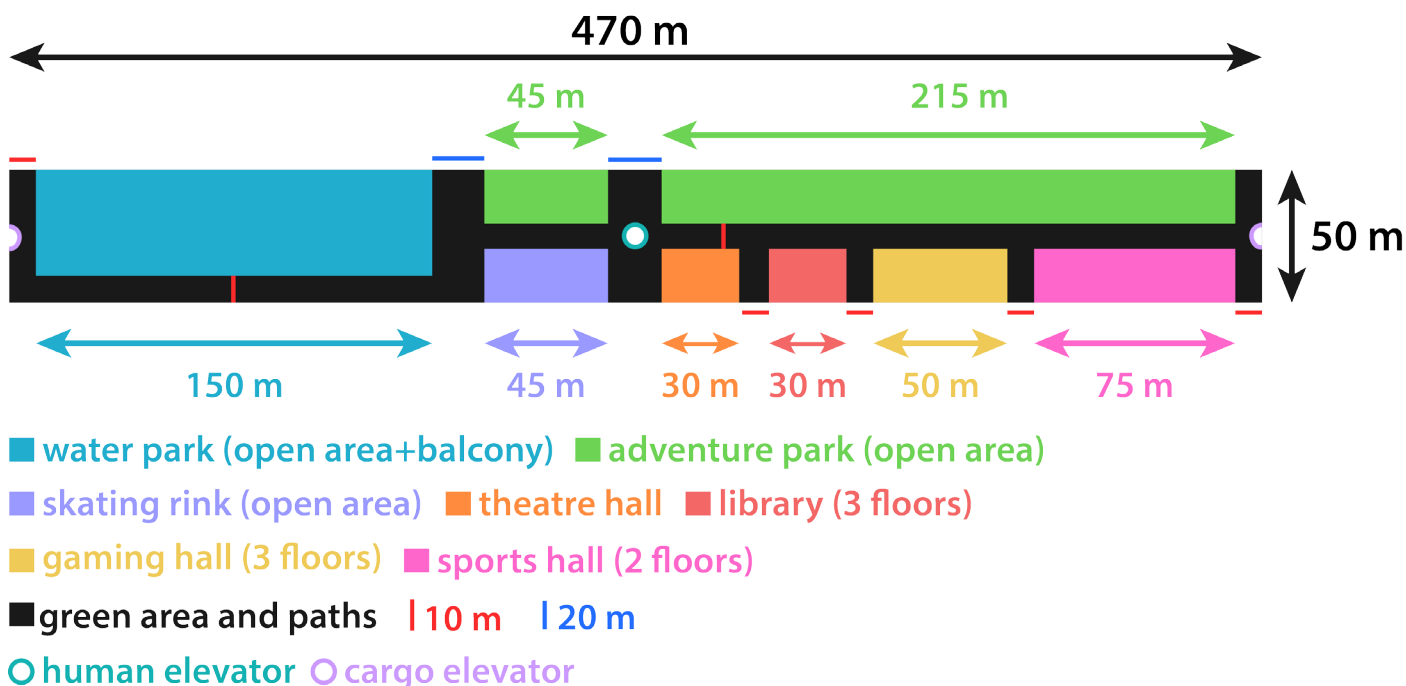 470 m
45 m 215 m
50 m
150 m 45 m 30 m 30 m 50 m 75 m
water park (open area+balcony) adventure park (open area)
skating rink (open area) theatre hall library (3 floors)
gaming hall (3 floors) sports hall (2 floors)
green area and paths 10 m 20 m
human elevator cargo elevator